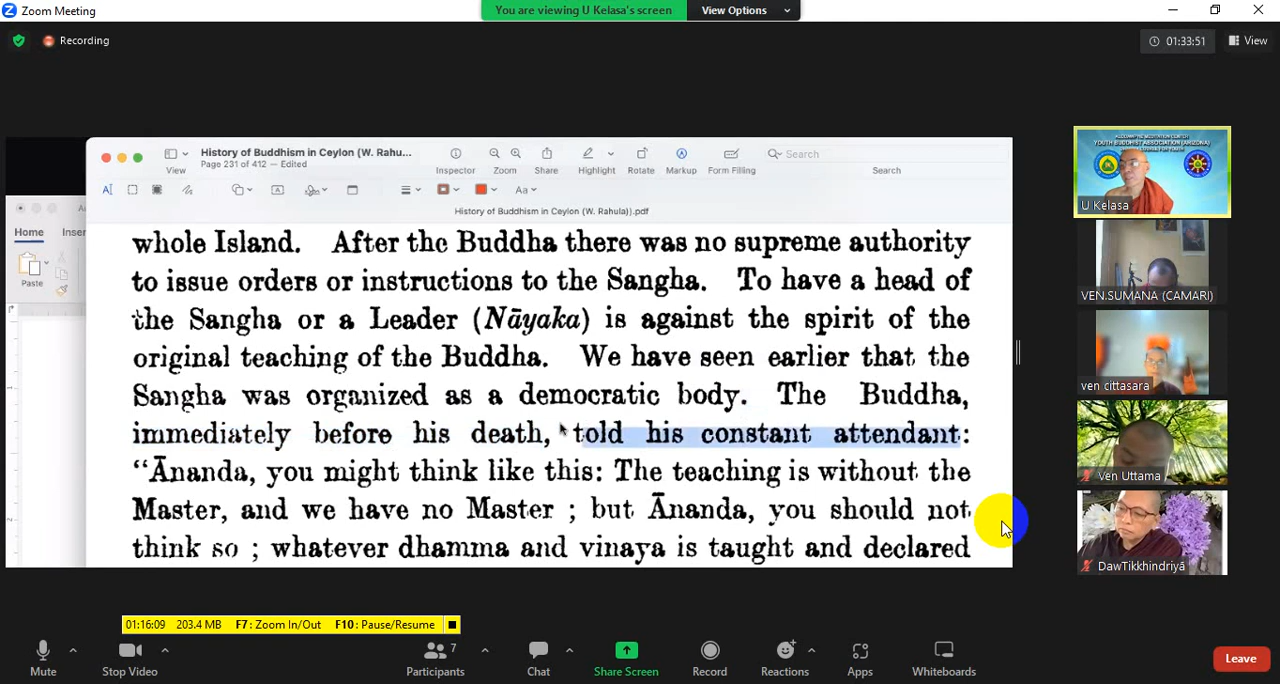 Zoom Meeting
You are viewing U Kelasa's screen
View Options
Recording
01:33:51
View
History of Buddhism in Ceylon (W. Rahu...
Page 231 of 412 — Edited
View
Inspector
Zoom
Share
Highlight
Rotate
Markup
Form Filling
Search
Search
Aa
History of Buddhism in Ceylon (W. Rahula)).pdf
Home
Inser
Paste
whole Island. After the Buddha there was no supreme authority
to issue orders or instructions to the Sangha. To have a head of
the Sangha or a Leader (Nāyaka) is against the spirit of the
original teaching of the Buddha. We have seen earlier that the
Sangha was organized as a democratic body. The Buddha,
immediately before his death, told his constant attendant:
“Ānanda, you might think like this: The teaching is without the
Master, and we have no Master ; but Ānanda, you should not
think so ; whatever dhamma and vinaya is taught and declared
YOUTH BUDDHIST ASSOCIATION (ARIZONA)
U Kelasa
VEN.SUMANA (CAMARI)
ven cittasara
Ven Uttama
DawTikkhindriyā
01:16:09 203.4 MB F7: Zoom In/Out F10: Pause/Resume
Mute
Stop Video
7
Participants
Chat
Share Screen
Record
Reactions
Apps
Whiteboards
Leave